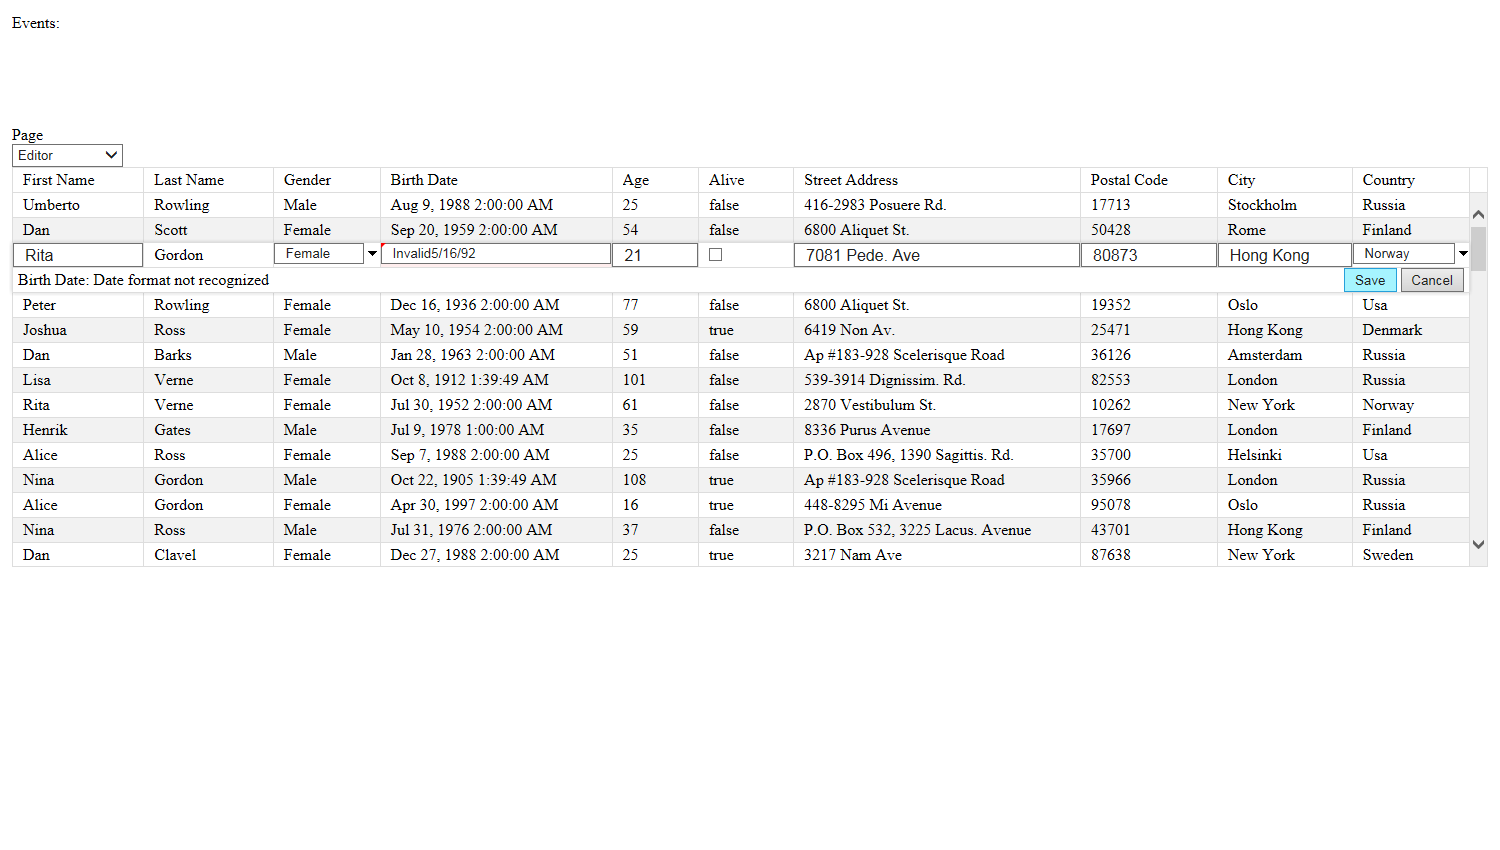 Events:
Page
Editor
First Name Last Name Gender Birth Date Age Alive Street Address Postal Code City Country
Umberto Rowling Male Aug 9, 1988 2:00:00 AM 25 false 416-2983 Posuere Rd. 17713 Stockholm Russia
Dan Scott Female Sep 20, 1959 2:00:00 AM 54 false 6800 Aliquet St. 50428 Rome Finland
Rita Gordon Female Invalid5/16/92 21 7081 Pede. Ave 80873 Hong Kong Norway
Birth Date: Date format not recognized Save Cancel
Peter Rowling Female Dec 16, 1936 2:00:00 AM 77 false 6800 Aliquet St. 19352 Oslo Usa
Joshua Ross Female May 10, 1954 2:00:00 AM 59 true 6419 Non Av. 25471 Hong Kong Denmark
Dan Barks Male Jan 28, 1963 2:00:00 AM 51 false Ap #183-928 Scelerisque Road 36126 Amsterdam Russia
Lisa Verne Female Oct 8, 1912 1:39:49 AM 101 false 539-3914 Dignissim. Rd. 82553 London Russia
Rita Verne Female Jul 30, 1952 2:00:00 AM 61 false 2870 Vestibulum St. 10262 New York Norway
Henrik Gates Male Jul 9, 1978 1:00:00 AM 35 false 8336 Purus Avenue 17697 London Finland
Alice Ross Female Sep 7, 1988 2:00:00 AM 25 false P.O. Box 496, 1390 Sagittis. Rd. 35700 Helsinki Usa
Nina Gordon Male Oct 22, 1905 1:39:49 AM 108 true Ap #183-928 Scelerisque Road 35966 London Russia
Alice Gordon Female Apr 30, 1997 2:00:00 AM 16 true 448-8295 Mi Avenue 95078 Oslo Russia
Nina Ross Male Jul 31, 1976 2:00:00 AM 37 false P.O. Box 532, 3225 Lacus. Avenue 43701 Hong Kong Finland
Dan Clavel Female Dec 27, 1988 2:00:00 AM 25 true 3217 Nam Ave 87638 New York Sweden